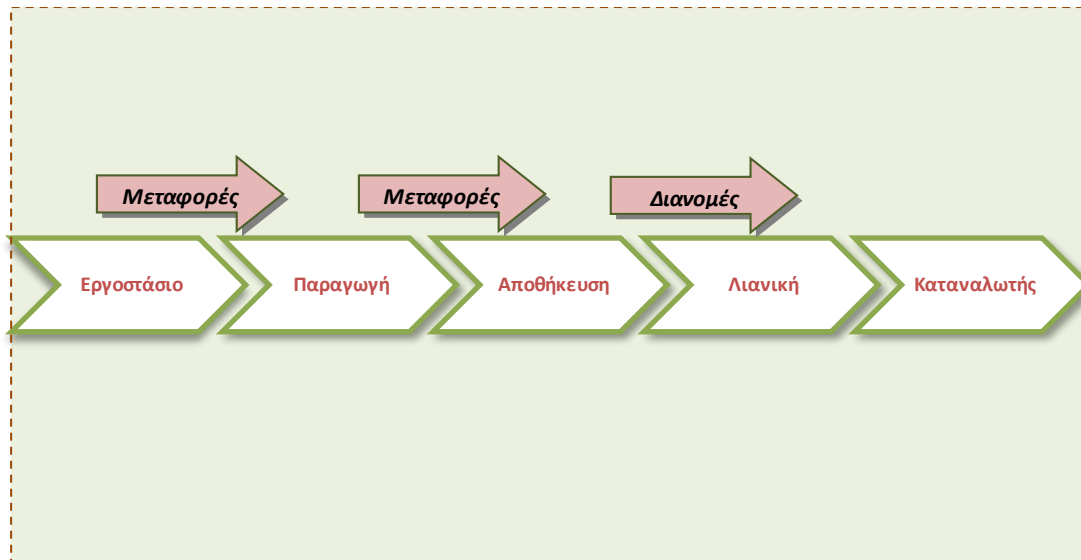 Μεταφορές
Μεταφορές
Διανομές
Εργοστάσιο
Παραγωγή
Αποθήκευση
Λιανική
Καταναλωτής